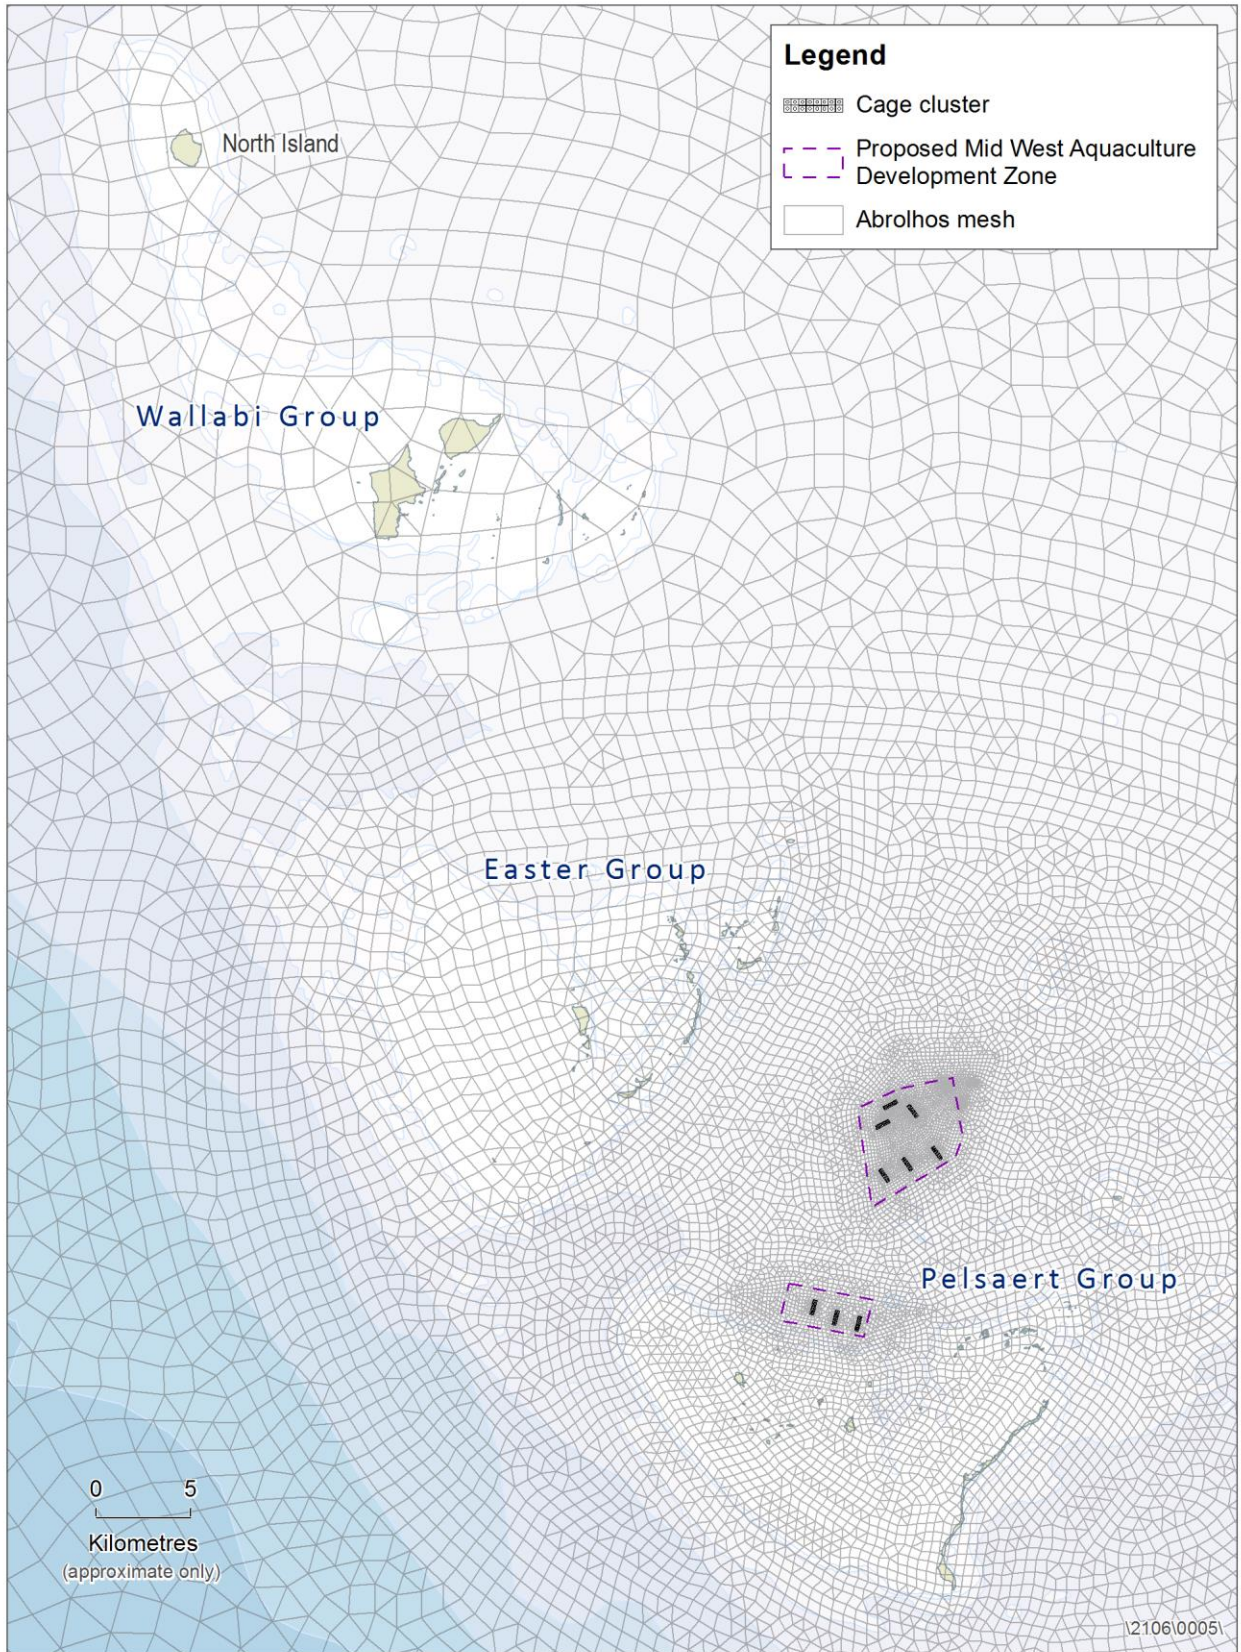 Legend
Cage cluster
Proposed Mid West Aquaculture
Development Zone
Abrolhos mesh
North Island
Wallabi Group
Easter Group
Pelsaert Group
0 5
Kilometres
(approximate only)
\2106\0005\